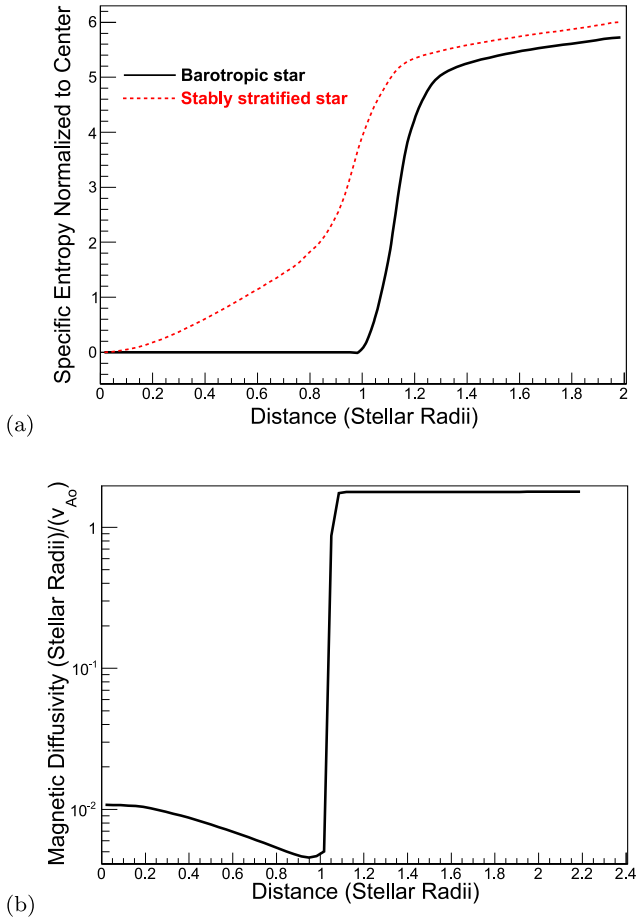 Specific Entropy Normalized to Center
6
5
4
3
2
1
0
Barotropic star
Stably stratified star
0 0.2 0.4 0.6 0.8 1 1.2 1.4 1.6 1.8 2
Distance (Stellar Radii)
(a)
Magnetic Diffusivity (Stellar Radii)/(v_Ao)
1
10^-1
10^-2
0 0.2 0.4 0.6 0.8 1 1.2 1.4 1.6 1.8 2 2.2 2.4
Distance (Stellar Radii)
(b)